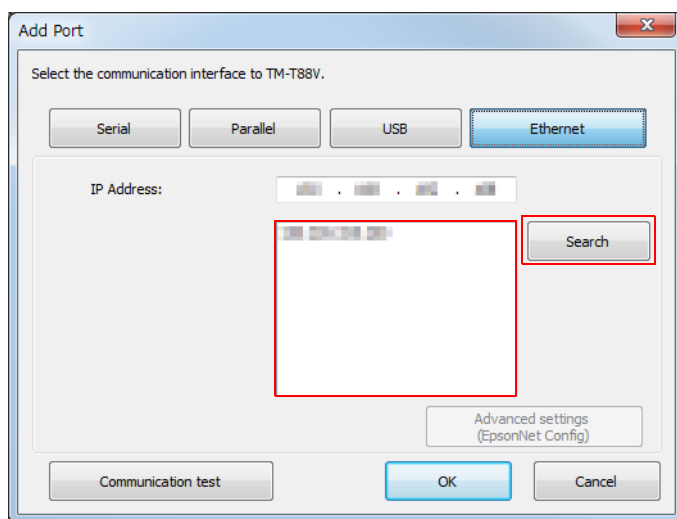 Add Port
Select the communication interface to TM-T88V.
Serial Parallel USB Ethernet
IP Address: . . .
Search
Advanced settings
(EpsonNet Config)
Communication test OK Cancel